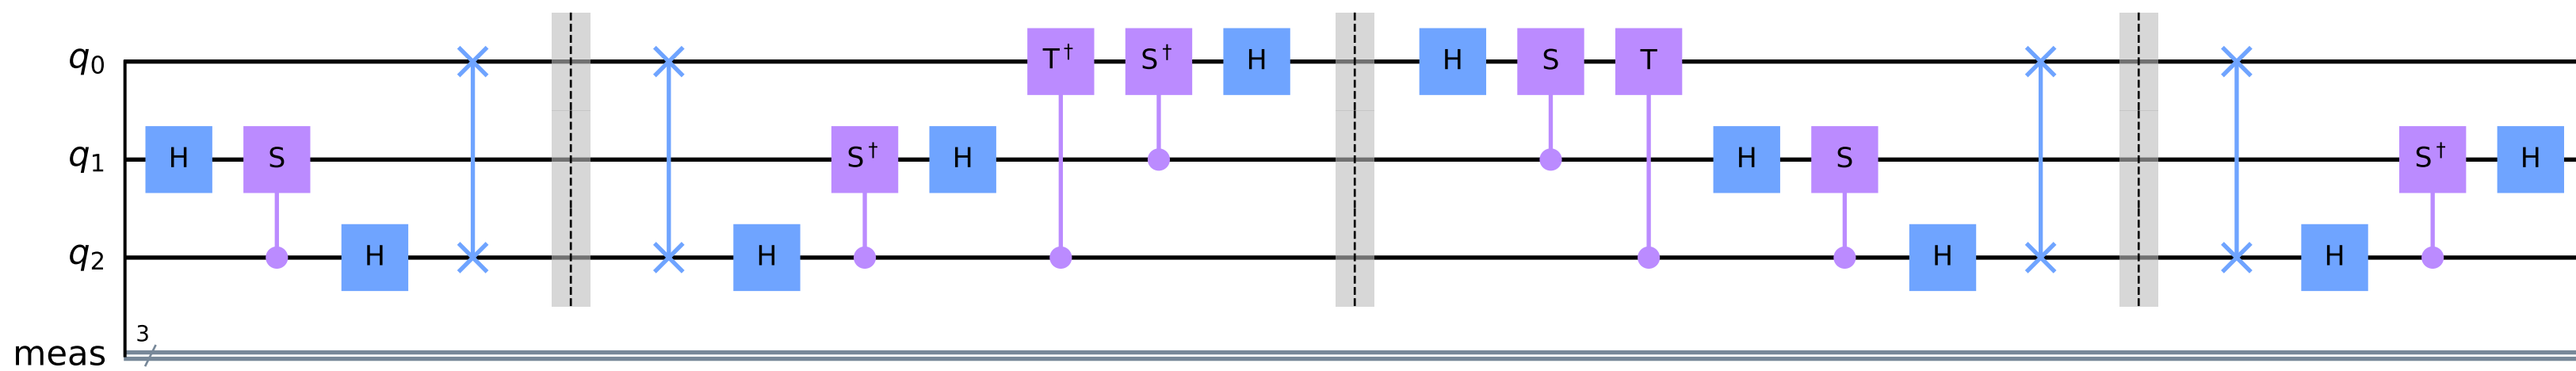 q0 T† S† H H S T
q1 H S S† H H S S† H
q2 H H H H
3
meas